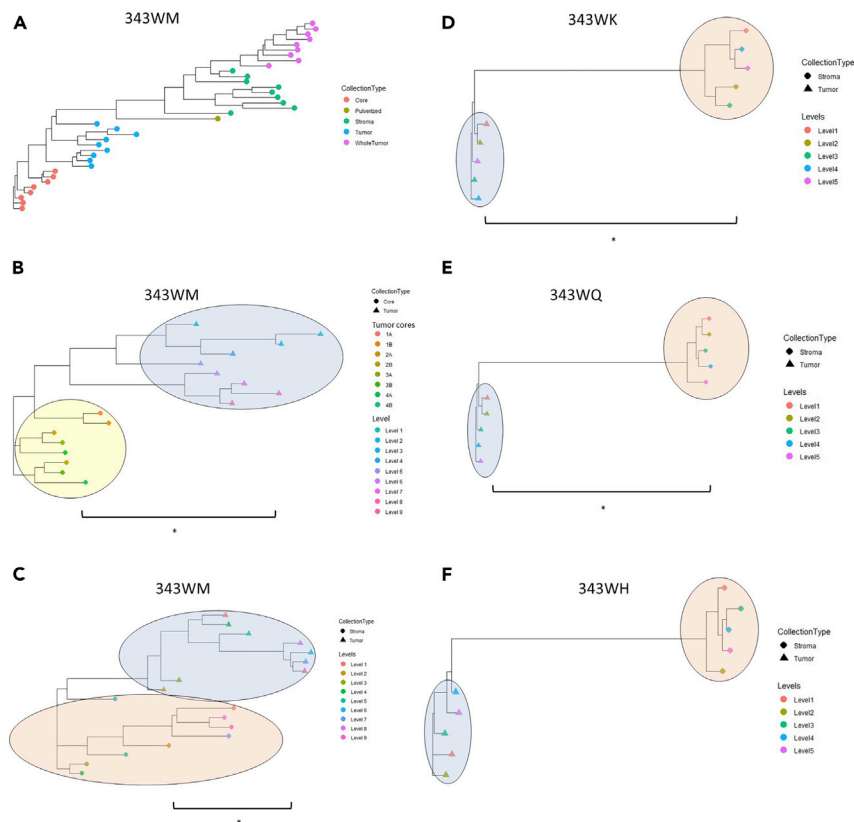 A
343WM
CollectionType
Core
Pulverized
Stroma
Tumor
WholeTumor
B
343WM
CollectionType
Core
Tumor
Tumor cores
1A
1B
2A
2B
3A
3B
4A
4B
Level
Level 1
Level 2
Level 3
Level 4
Level 5
Level 6
Level 7
Level 8
Level 9
*
C
343WM
CollectionType
Stroma
Tumor
Levels
Level 1
Level 2
Level 3
Level 4
Level 5
Level 6
Level 7
Level 8
Level 9
*
D
343WK
CollectionType
Stroma
Tumor
Levels
Level1
Level2
Level3
Level4
Level5
*
E
343WQ
CollectionType
Stroma
Tumor
Levels
Level1
Level2
Level3
Level4
Level5
*
F
343WH
CollectionType
Stroma
Tumor
Levels
Level1
Level2
Level3
Level4
Level5